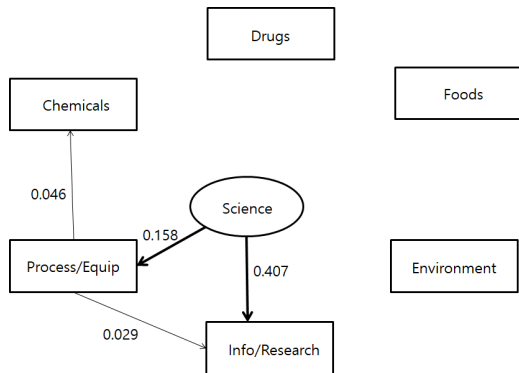 Drugs
Foods
Chemicals
0.046
Science
0.158
Process/Equip
Environment
0.407
0.029
Info/Research